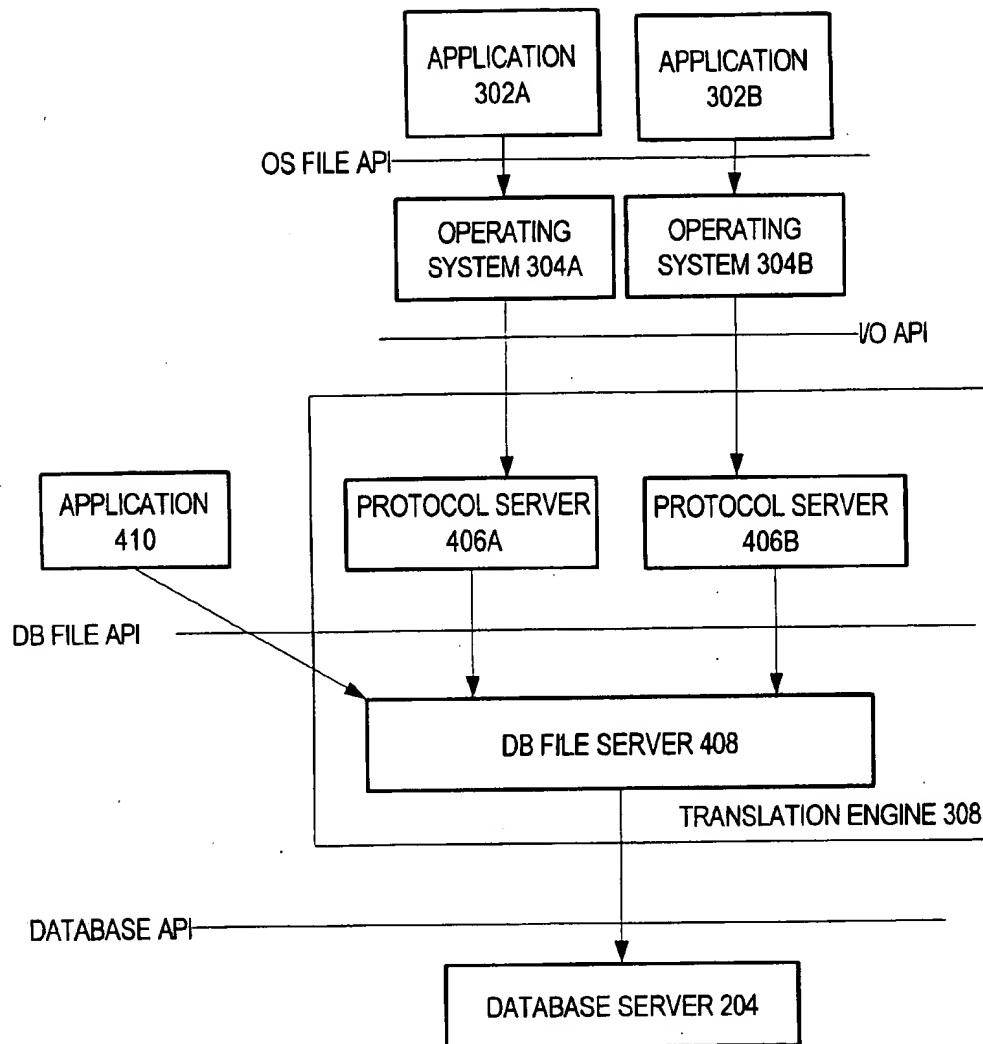 APPLICATION
302A
APPLICATION
302B
OS FILE API
OPERATING
SYSTEM 304A
OPERATING
SYSTEM 304B
I/O API
APPLICATION
410
PROTOCOL SERVER
406A
PROTOCOL SERVER
406B
DB FILE API
DB FILE SERVER 408
TRANSLATION ENGINE 308
DATABASE API
DATABASE SERVER 204